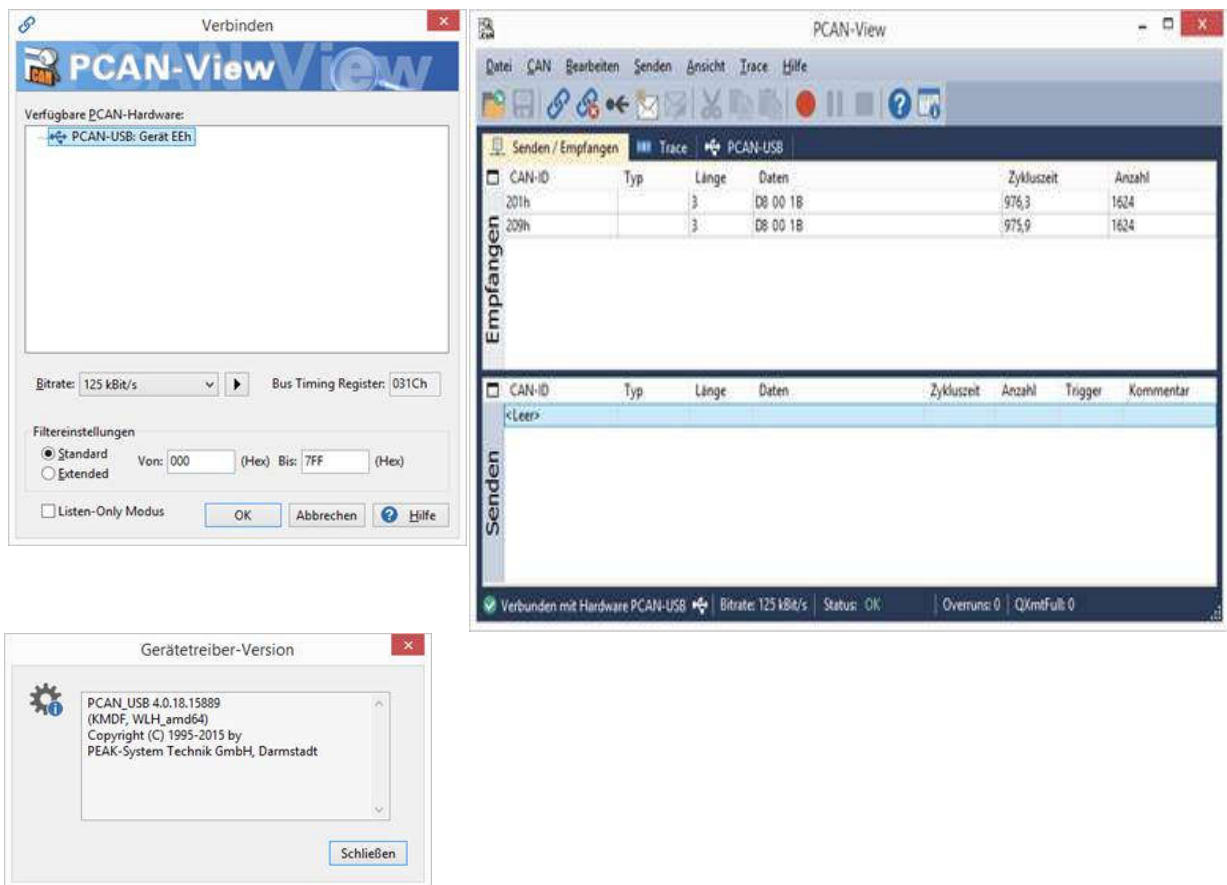 Verbinden
PCAN-View
Verfügbare PCAN-Hardware:
PCAN-USB: Gerät EEh
Bitrate: 125 kBit/s Bus Timing Register: 031Ch
Filtereinstellungen
Standard
Extended
Von: 000 (Hex) Bis: 7FF (Hex)
Listen-Only Modus OK Abbrechen Hilfe
PCAN-View
Datei CAN Bearbeiten Senden Ansicht Trace Hilfe
Senden / Empfangen Trace PCAN-USB
Empfangen
CAN-ID Typ Länge Daten Zykluszeit Anzahl
201h 3 D8 00 1B 976,3 1624
209h 3 D8 00 1B 975,9 1624
Senden
CAN-ID Typ Länge Daten Zykluszeit Anzahl Trigger Kommentar
<Leer>
Verbunden mit Hardware PCAN-USB Bitrate: 125 kBit/s Status: OK Overruns: 0 QXmtFull: 0
Gerätetreiber-Version
PCAN_USB 4.0.18.15889
(KMDF, WLH_amd64)
Copyright (C) 1995-2015 by
PEAK-System Technik GmbH, Darmstadt
Schließen